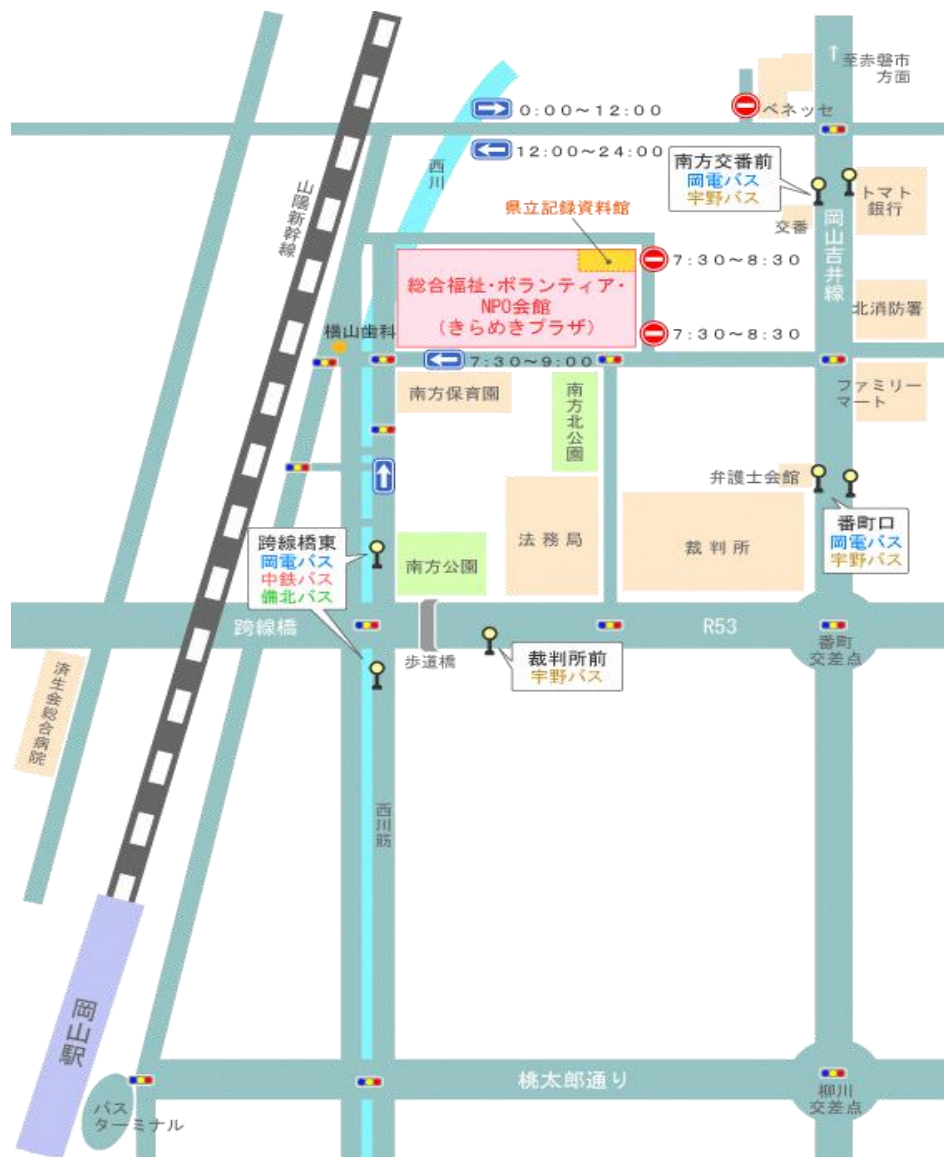 ↑
至赤磐市
方面
0:00~12:00
ベネッセ
12:00~24:00
西川
南方交番前
岡電バス
宇野バス
トマト
銀行
交番
山陽新幹線
県立記録資料館
岡山吉井線
7:30~8:30
総合福祉・ボランティア・
NPO会館
(きらめきプラザ)
北消防署
横山歯科
7:30~8:30
7:30~9:00
南方保育園
南方北公園
ファミリー
マート
弁護士会館
跨線橋東
岡電バス
中鉄バス
備北バス
法務局
裁判所
番町口
岡電バス
宇野バス
南方公園
跨線橋
R53
番町
交差点
歩道橋
裁判所前
宇野バス
済生会総合病院
西川筋
岡山駅
桃太郎通り
柳川
交差点
バス
ターミナル